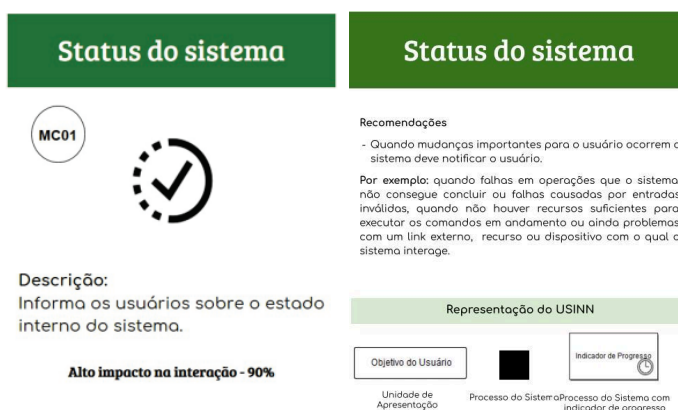 Status do sistema
MC01
Descrição:
Informa os usuários sobre o estado
interno do sistema.
Alto impacto na interação - 90%
Status do sistema
Recomendações
- Quando mudanças importantes para o usuário ocorrem o
sistema deve notificar o usuário.
Por exemplo: quando falhas em operações que o sistema
não consegue concluir ou falhas causadas por entradas
inválidas, quando não houver recursos suficientes para
executar os comandos em andamento ou ainda problemas
com um link externo, recurso ou dispositivo com o qual o
sistema interage.
Representação do USINN
Objetivo do Usuário
Indicador de Progresso
Unidade de
Apresentação
Processo do Sistema
Processo do Sistema com
indicador de progresso